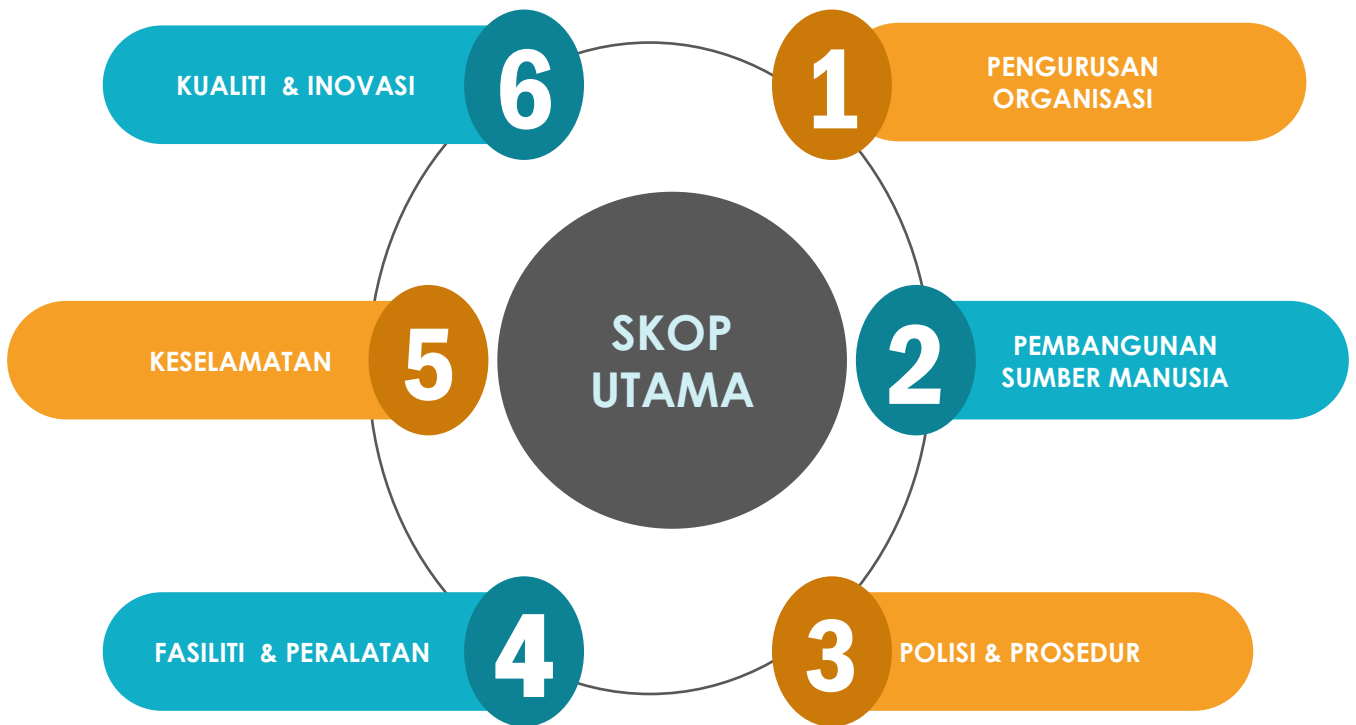 SKOP
UTAMA
1
PENGURUSAN
ORGANISASI
2
PEMBANGUNAN
SUMBER MANUSIA
3
POLISI & PROSEDUR
4
FASILITI & PERALATAN
5
KESELAMATAN
6
KUALITI & INOVASI